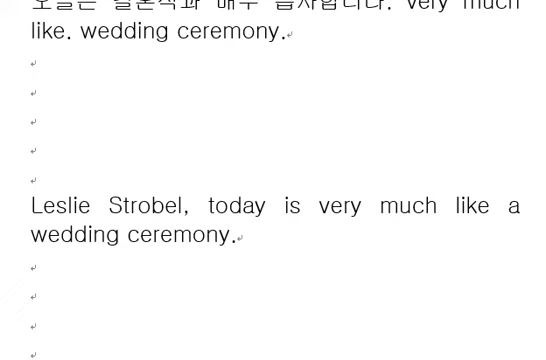 오늘은 결혼식과 매우 흡사합니다. very much
like. wedding ceremony.
Leslie Strobel, today is very much like a
wedding ceremony.